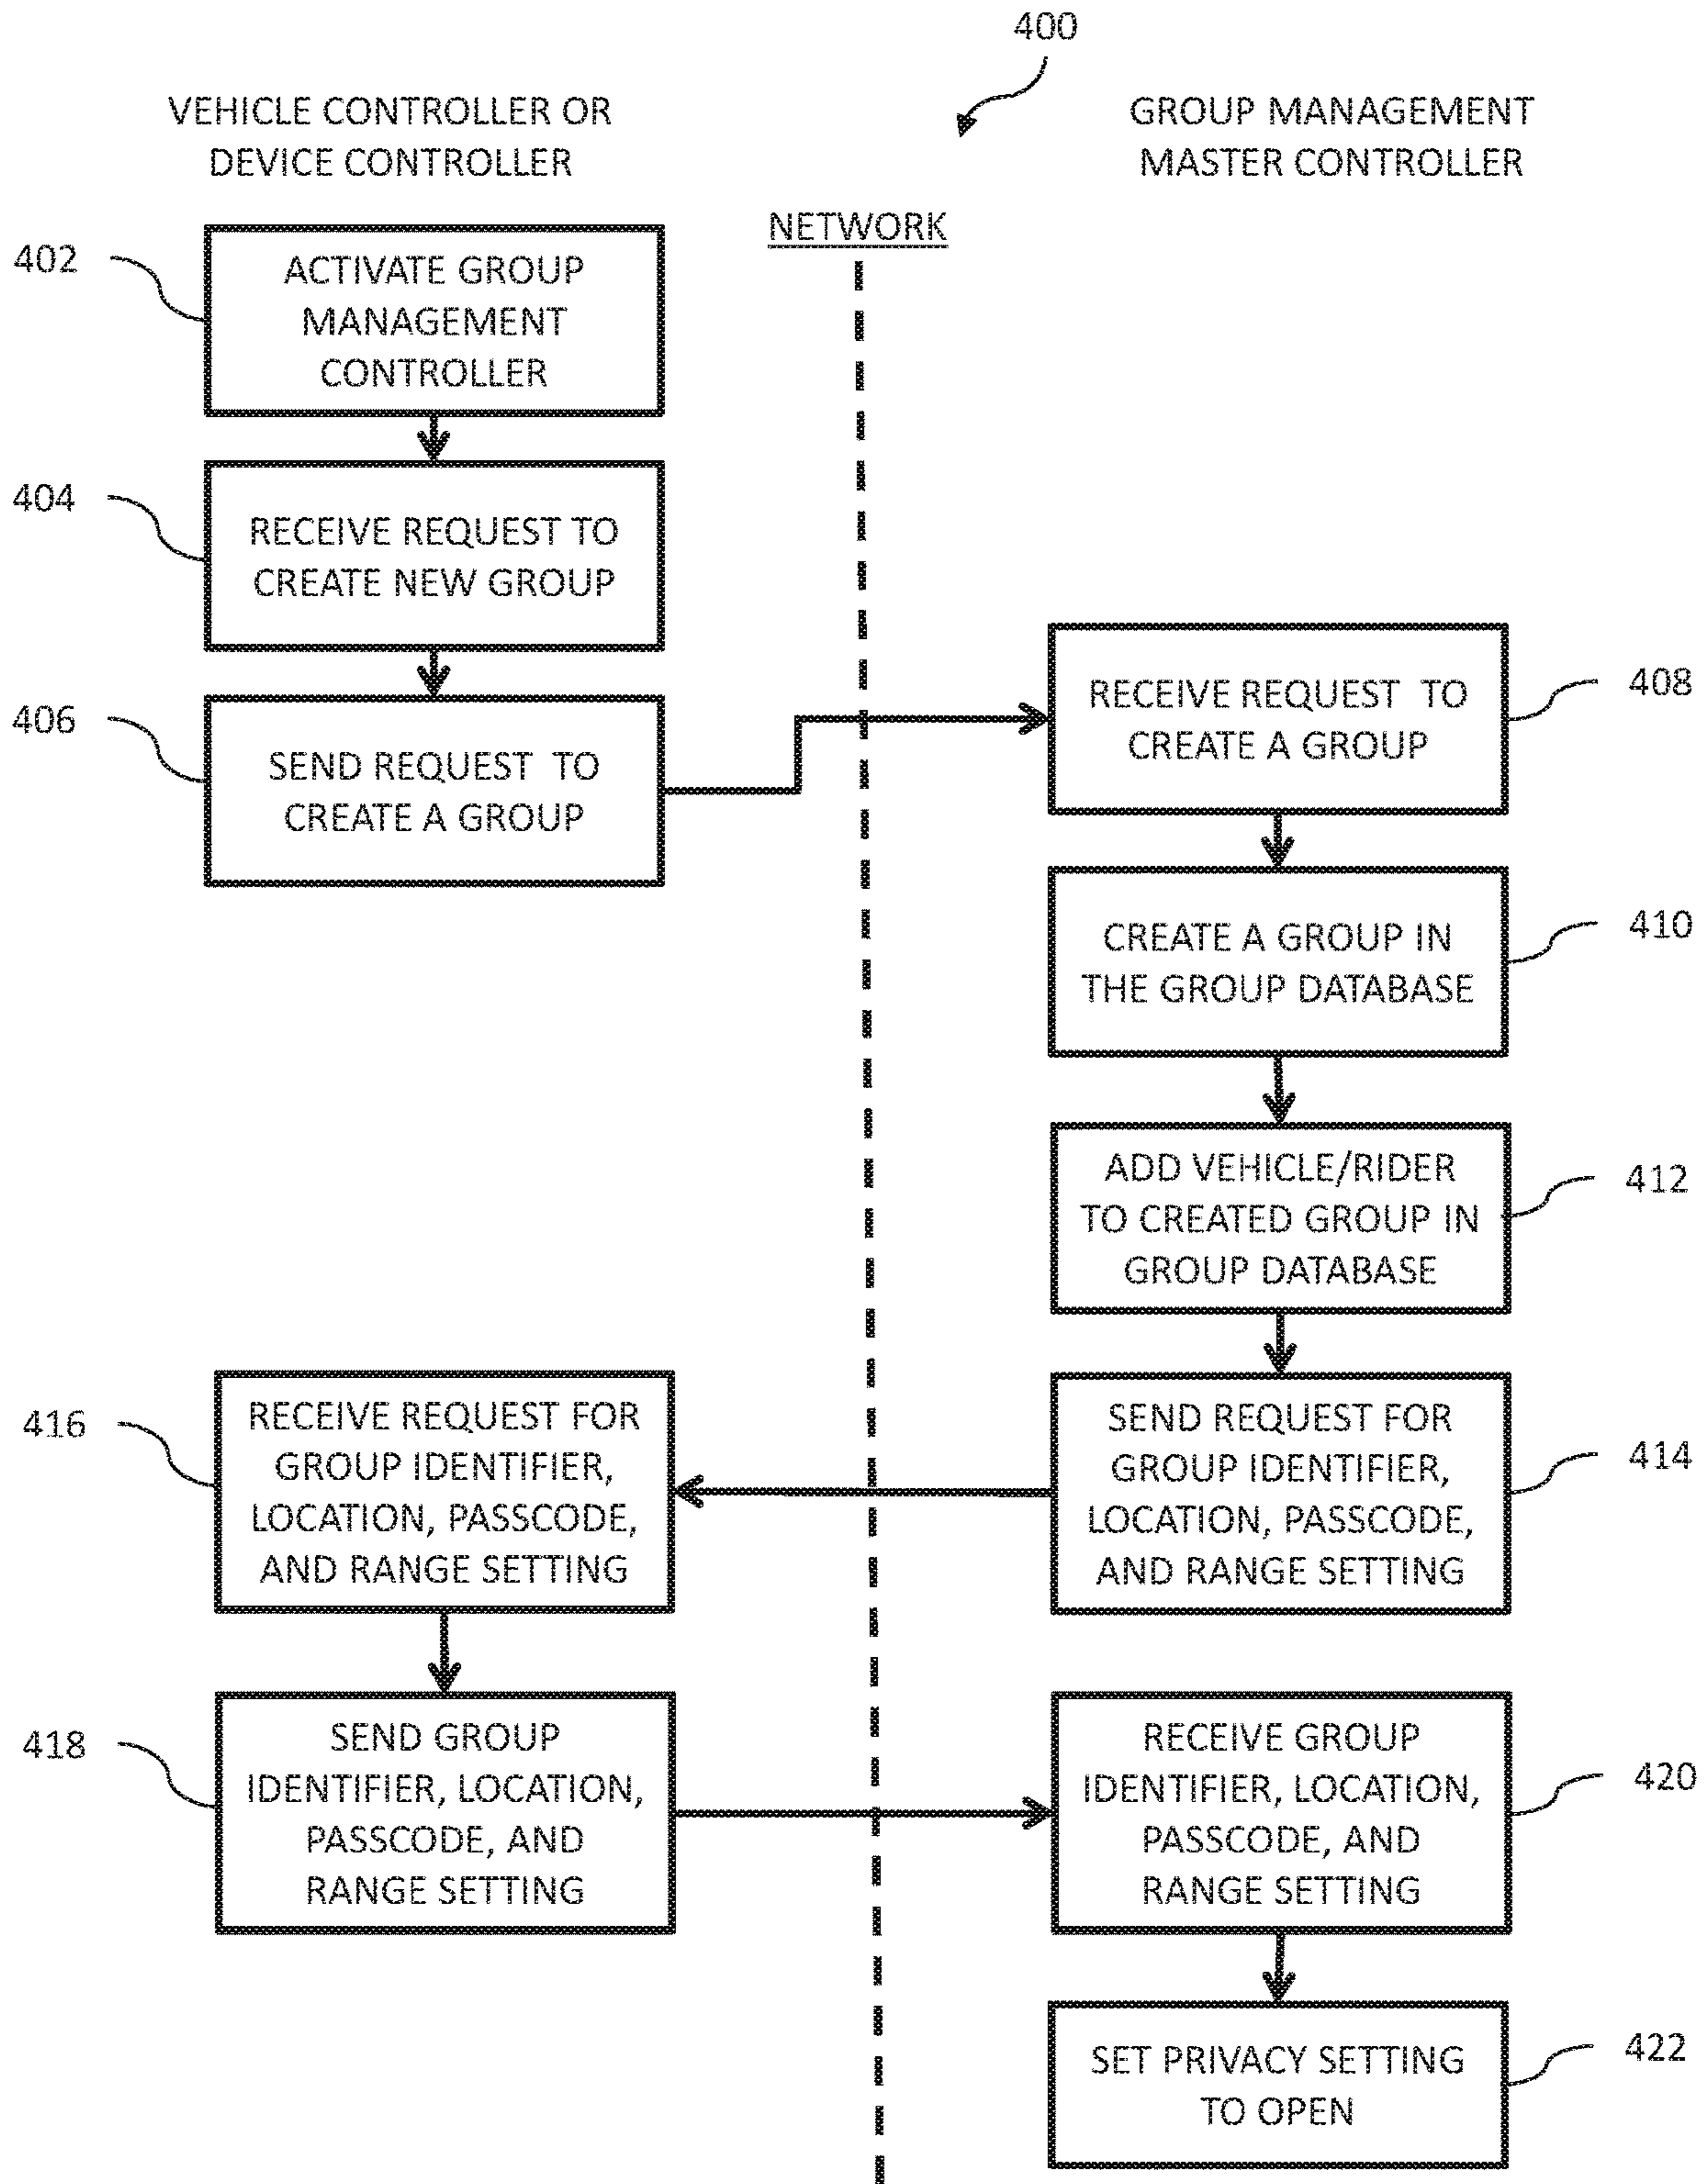 400
VEHICLE CONTROLLER OR
DEVICE CONTROLLER
GROUP MANAGEMENT
MASTER CONTROLLER
NETWORK
402
ACTIVATE GROUP
MANAGEMENT
CONTROLLER
404
RECEIVE REQUEST TO
CREATE NEW GROUP
406
SEND REQUEST TO
CREATE A GROUP
408
RECEIVE REQUEST TO
CREATE A GROUP
410
CREATE A GROUP IN
THE GROUP DATABASE
412
ADD VEHICLE/RIDER
TO CREATED GROUP IN
GROUP DATABASE
414
SEND REQUEST FOR
GROUP IDENTIFIER,
LOCATION, PASSCODE,
AND RANGE SETTING
416
RECEIVE REQUEST FOR
GROUP IDENTIFIER,
LOCATION, PASSCODE,
AND RANGE SETTING
418
SEND GROUP
IDENTIFIER, LOCATION,
PASSCODE, AND
RANGE SETTING
420
RECEIVE GROUP
IDENTIFIER, LOCATION,
PASSCODE, AND
RANGE SETTING
422
SET PRIVACY SETTING
TO OPEN